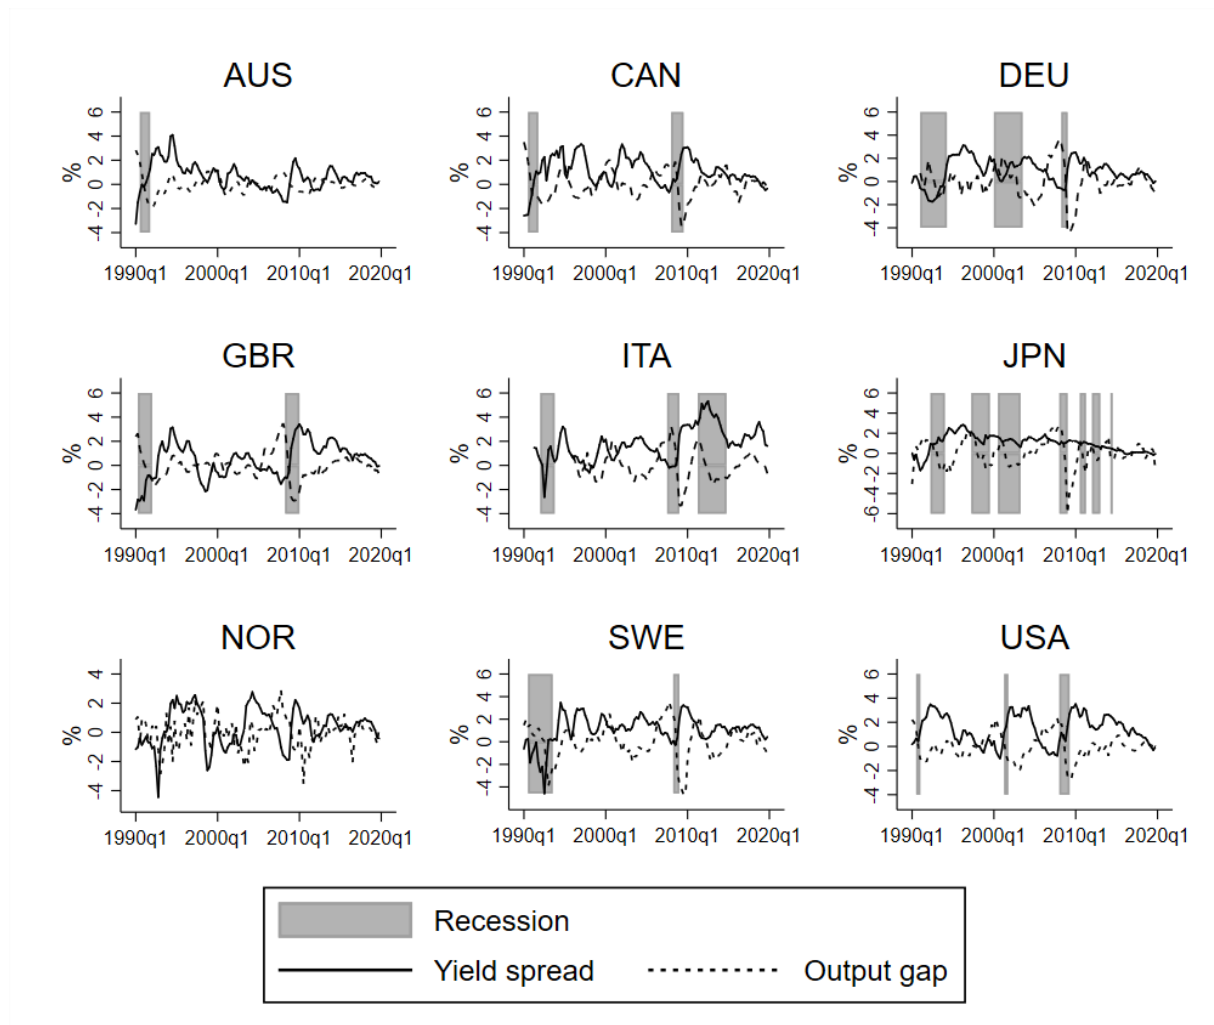 AUS CAN DEU
6 6 6
4 4 4
2 2 2
0 0 0
-2 -2 -2
-4 -4 -4
% % %
1990q1 2000q1 2010q1 2020q1 1990q1 2000q1 2010q1 2020q1 1990q1 2000q1 2010q1 2020q1
GBR ITA JPN
6 6 6
4 4 4
2 2 2
0 0 0
-2 -2 -2
-4 -4 -4
-6
% % %
1990q1 2000q1 2010q1 2020q1 1990q1 2000q1 2010q1 2020q1 1990q1 2000q1 2010q1 2020q1
NOR SWE USA
4 6 6
2 4 4
0 2 2
-2 0 0
-4 -2 -2
-4 -4
% % %
1990q1 2000q1 2010q1 2020q1 1990q1 2000q1 2010q1 2020q1 1990q1 2000q1 2010q1 2020q1
Recession
Yield spread Output gap